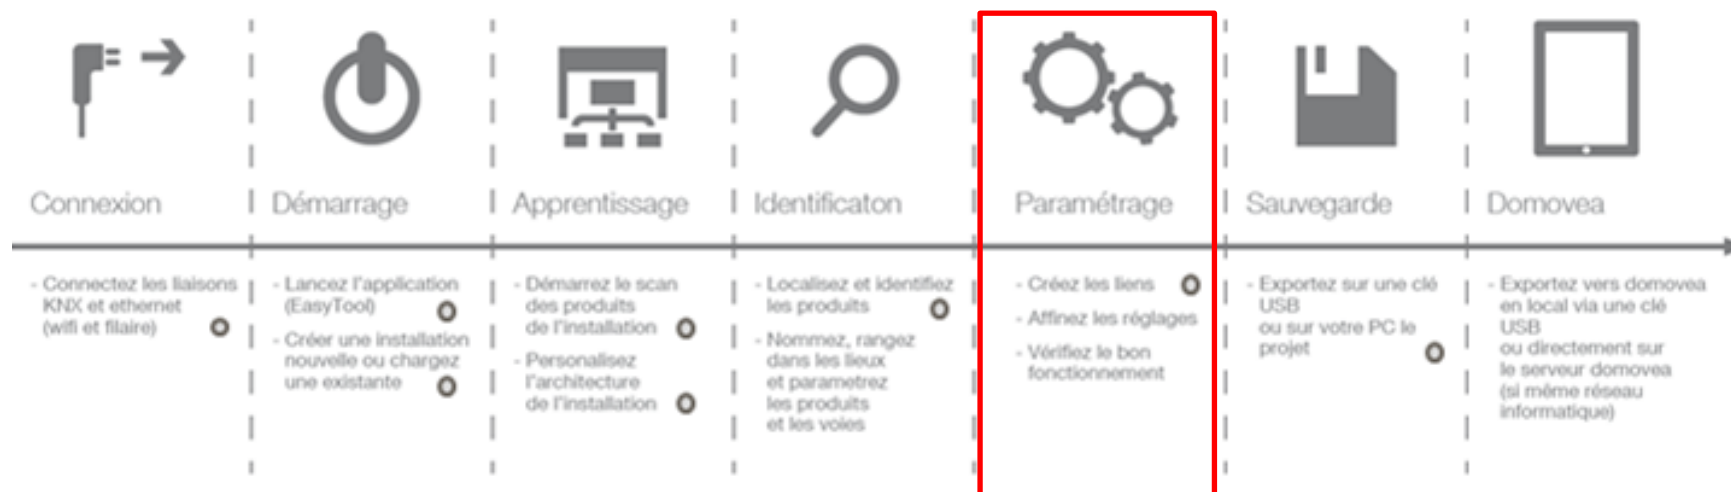 Connexion
Démarrage
Apprentissage
Identificaton
Paramétrage
Sauvegarde
Domovea
- Connectez les liaisons
KNX et ethernet
(wifi et filaire)
- Lancez l'application
(EasyTool)
- Créer une installation
nouvelle ou chargez
une existante
- Démarrez le scan
des produits
de l'installation
- Personalisez
l'architecture
de l'installation
- Localisez et identifiez
les produits
- Nommez, rangez
dans les lieux
et parametrez
les produits
et les voies
- Créez les liens
- Affinez les réglages
- Vérifiez le bon
fonctionnement
- Exportez sur une clé
USB
ou sur votre PC le
projet
- Exportez vers domovea
en local via une clé
USB
ou directement sur
le serveur domovea
(si même réseau
informatique)